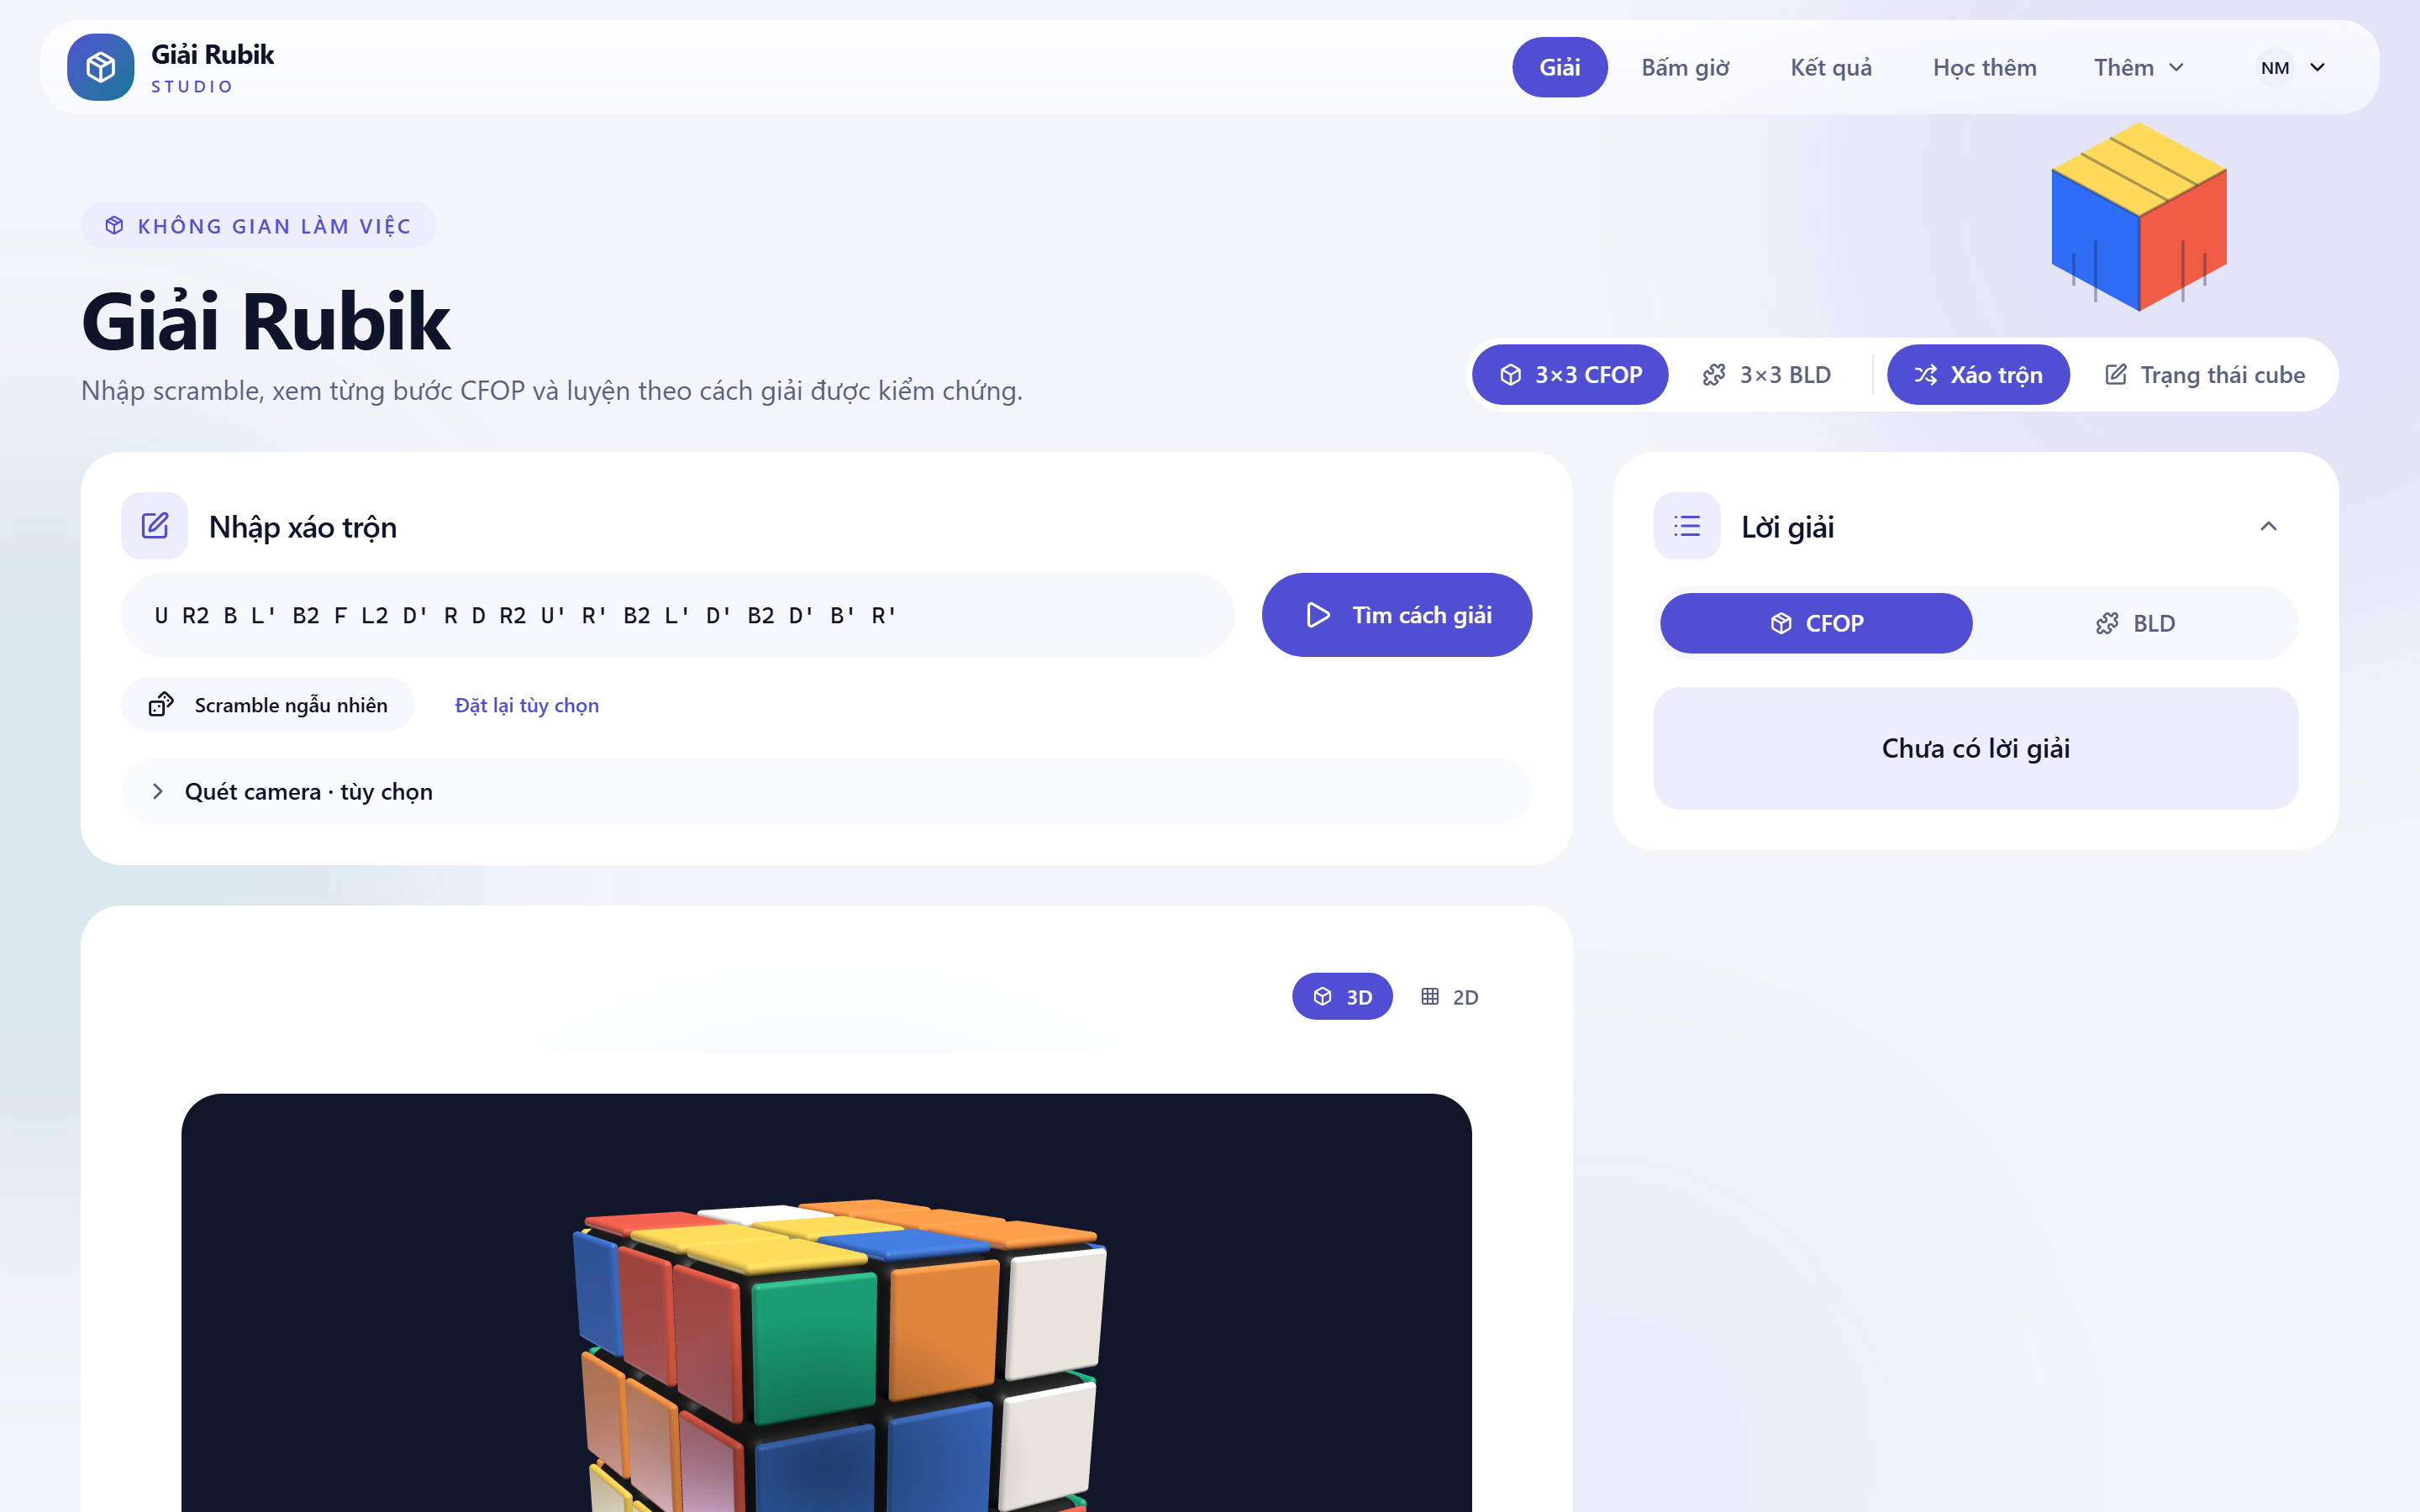 Giải Rubik
STUDIO
Giải
Bấm giờ
Kết quả
Học thêm
Thêm
NM
KHÔNG GIAN LÀM VIỆC
Giải Rubik
Nhập scramble, xem từng bước CFOP và luyện theo cách giải được kiểm chứng.
3×3 CFOP
3×3 BLD
Xáo trộn
Trạng thái cube
Nhập xáo trộn
U R2 B L' B2 F L2 D' R D R2 U' R' B2 L' D' B2 D' B' R'
Tìm cách giải
Scramble ngẫu nhiên
Đặt lại tùy chọn
Quét camera · tùy chọn
Lời giải
CFOP
BLD
Chưa có lời giải
3D
2D